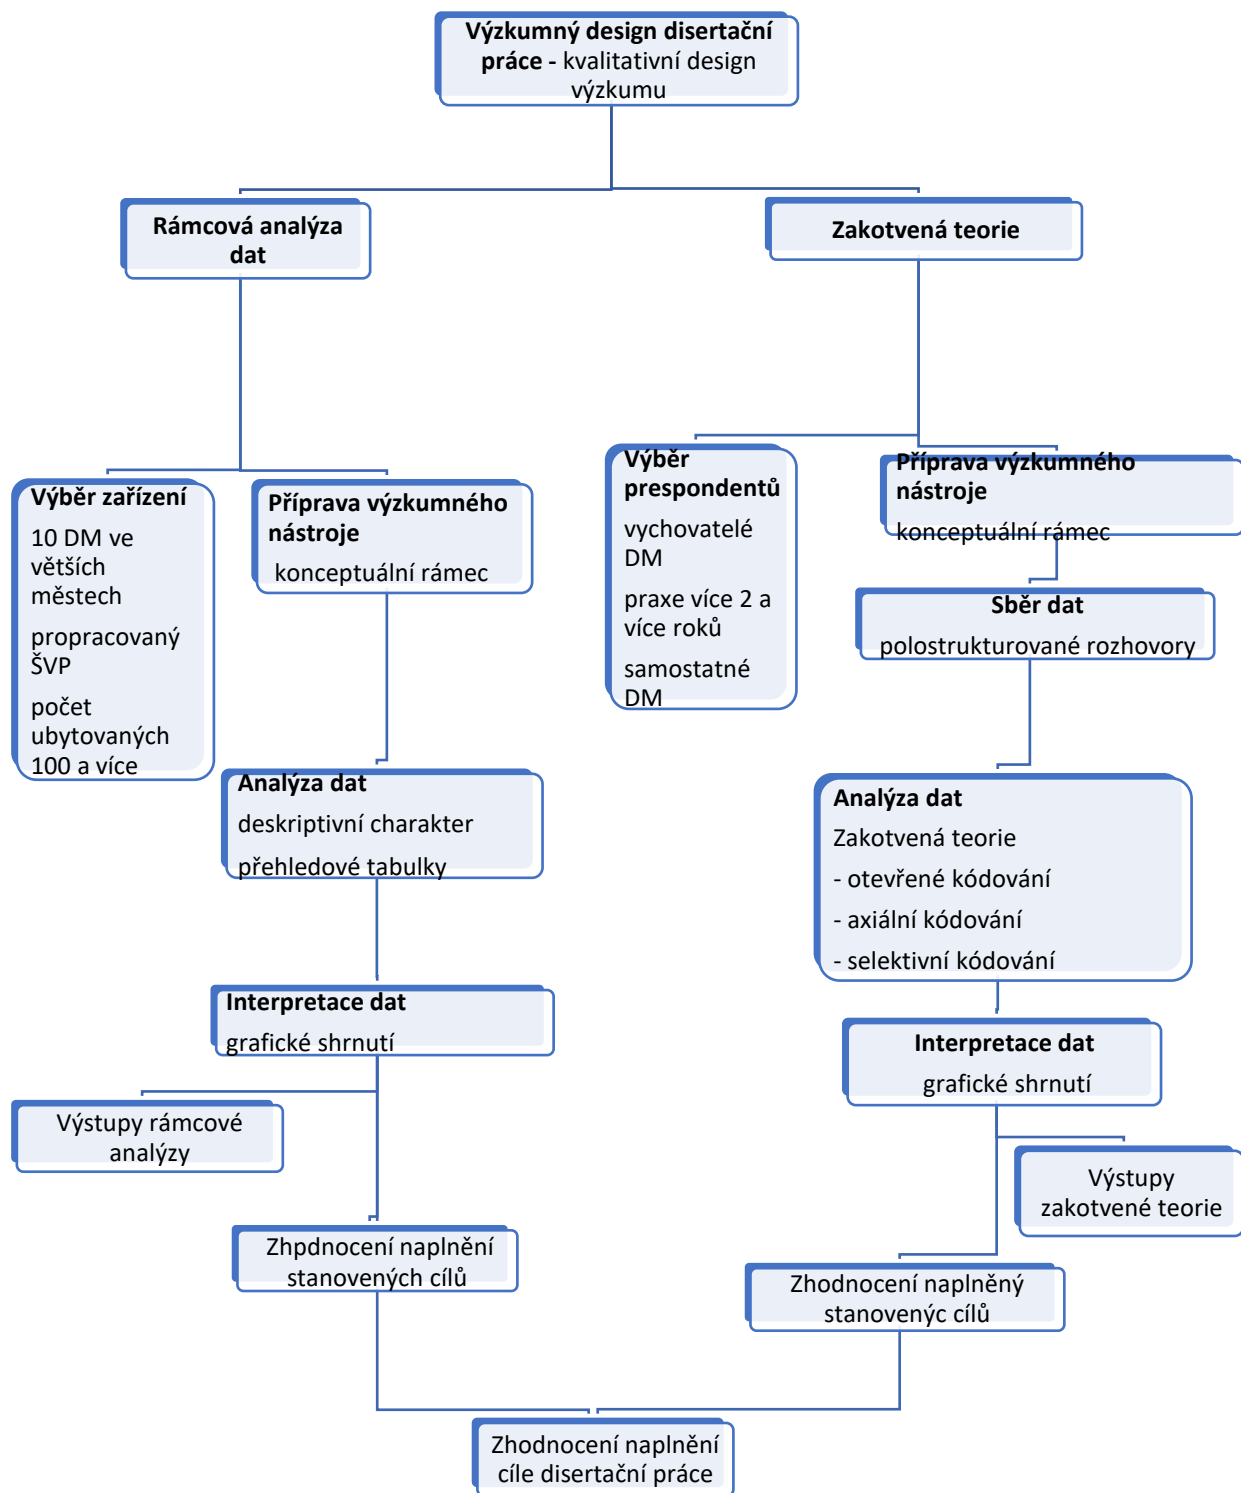 Výzkumný design disertační
práce - kvalitativní design
výzkumu
Rámcová analýza
dat
Zakotvená teorie
Výběr zařízení
10 DM ve
větších
městech
propracovaný
ŠVP
počet
ubytovaných
100 a více
Příprava výzkumného
nástroje
konceptuální rámec
Výběr
prespondentů
vychovatelé
DM
praxe více 2 a
více roků
samostatné
DM
Příprava výzkumného
nástroje
konceptuální rámec
Sběr dat
polostrukturované rozhovory
Analýza dat
deskriptivní charakter
přehledové tabulky
Analýza dat
Zakotvená teorie
- otevřené kódování
- axiální kódování
- selektivní kódování
Interpretace dat
grafické shrnutí
Interpretace dat
grafické shrnutí
Výstupy rámcové
analýzy
Výstupy
zakotvené teorie
Zhpdnocení naplnění
stanovených cílů
Zhodnocení naplněný
stanovenýc cílů
Zhodnocení naplnění
cíle disertační práce